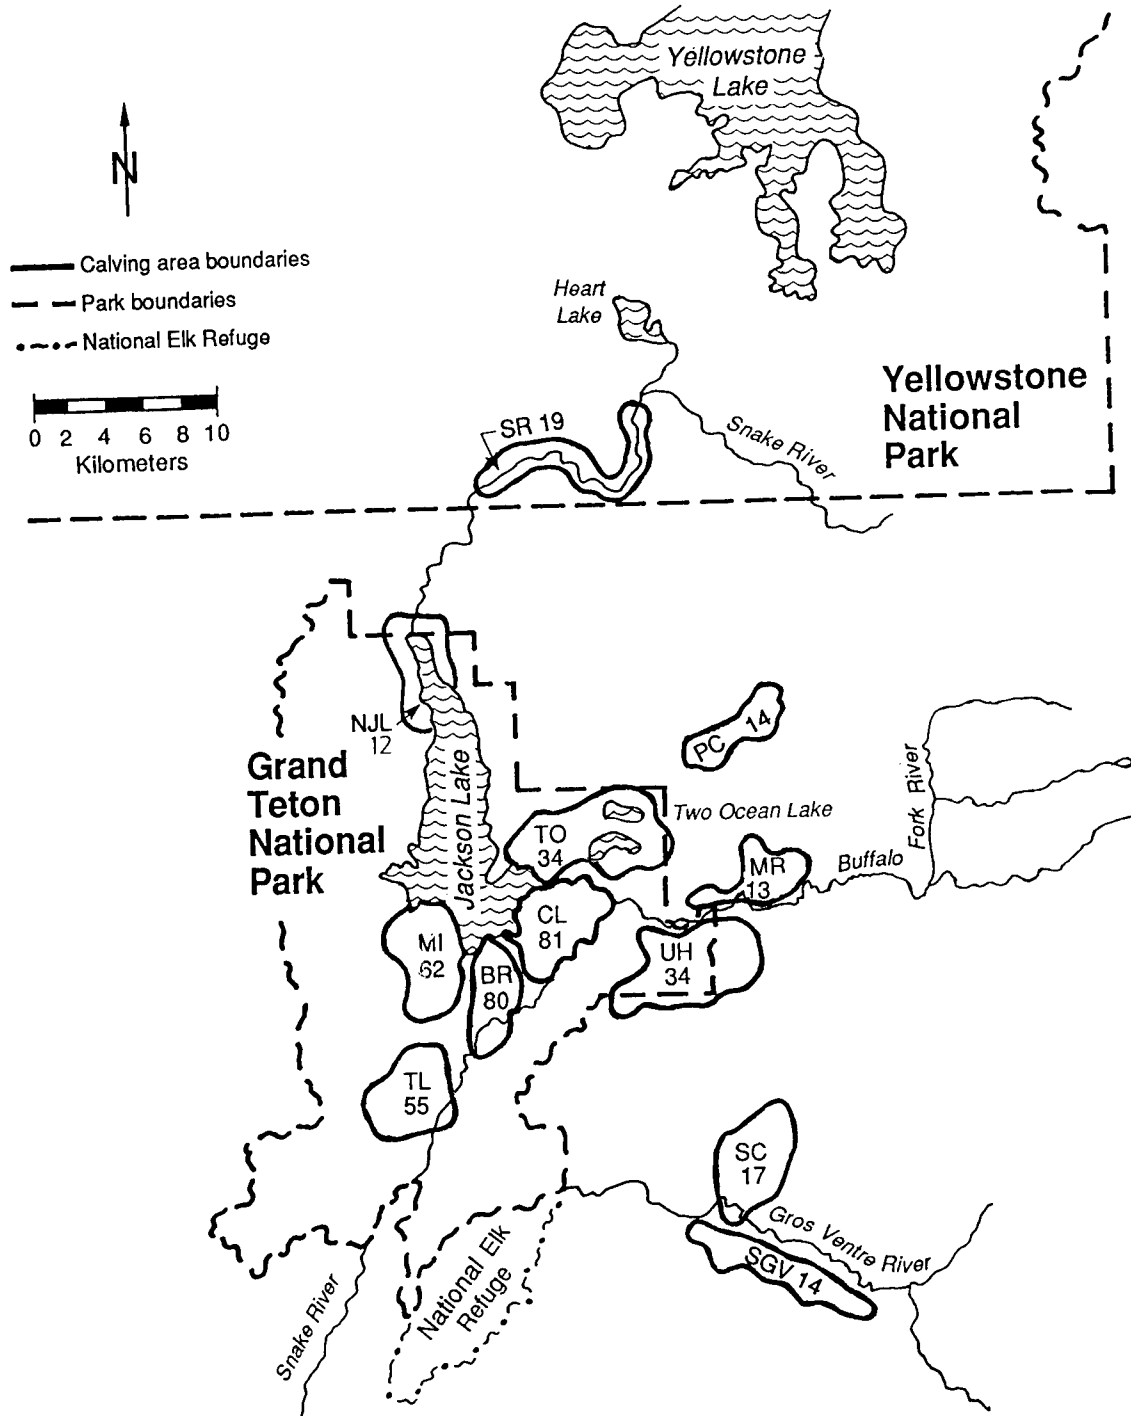 Yellowstone
Lake
N
Calving area boundaries
Park boundaries
National Elk Refuge
0 2 4 6 8 10
Kilometers
Heart
Lake
Yellowstone
National
Park
SR 19
Snake River
NJL
12
Grand
Teton
National
Park
Jackson Lake
PC 14
Two Ocean Lake
TO
34
MR
13
Buffalo
Fork River
CL
81
MI
62
BR
80
UH
34
TL
55
SC
17
Gros Ventre River
SGV 14
National Elk
Refuge
Snake River